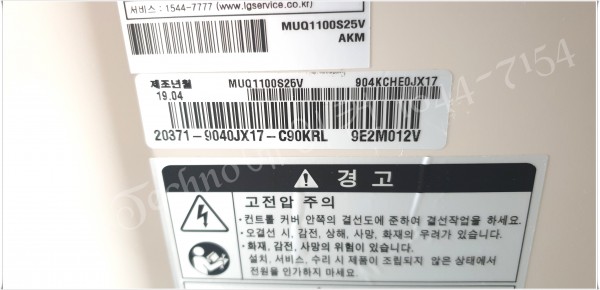 서비스 : 1544-7777 (www.lgservice.co.kr)
MUQ1100S25V
AKM
제조년월 MUQ1100S25V 904KCHE0JX17
19.04
20371-9040JX17-C90KRL 9E2M012V
경 고
고전압 주의
· 컨트롤 커버 안쪽의 결선도에 준하여 결선작업을 하세요.
· 오결선 시, 감전, 상해, 사망, 화재의 우려가 있습니다.
· 화재, 감전, 사망의 위험이 있습니다.
설치, 서비스, 수리 시 제품이 조립되지 않은 상태에서
전원을 인가하지 마세요.